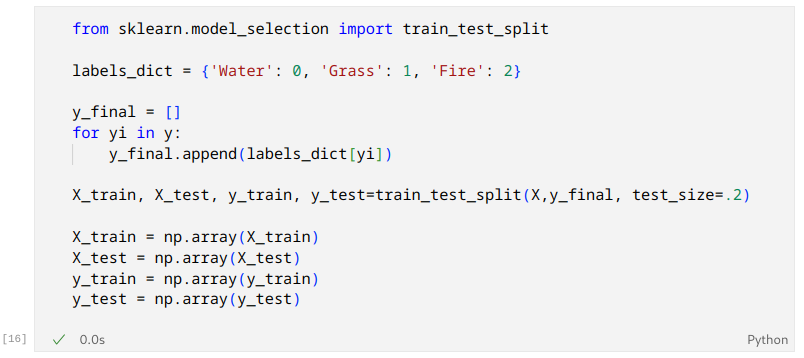 from sklearn.model_selection import train_test_split
labels_dict = {'Water': 0, 'Grass': 1, 'Fire': 2}
y_final = []
for yi in y:
    y_final.append(labels_dict[yi])
X_train, X_test, y_train, y_test=train_test_split(X,y_final, test_size=.2)
X_train = np.array(X_train)
X_test = np.array(X_test)
y_train = np.array(y_train)
y_test = np.array(y_test)
[16] ✓ 0.0s Python